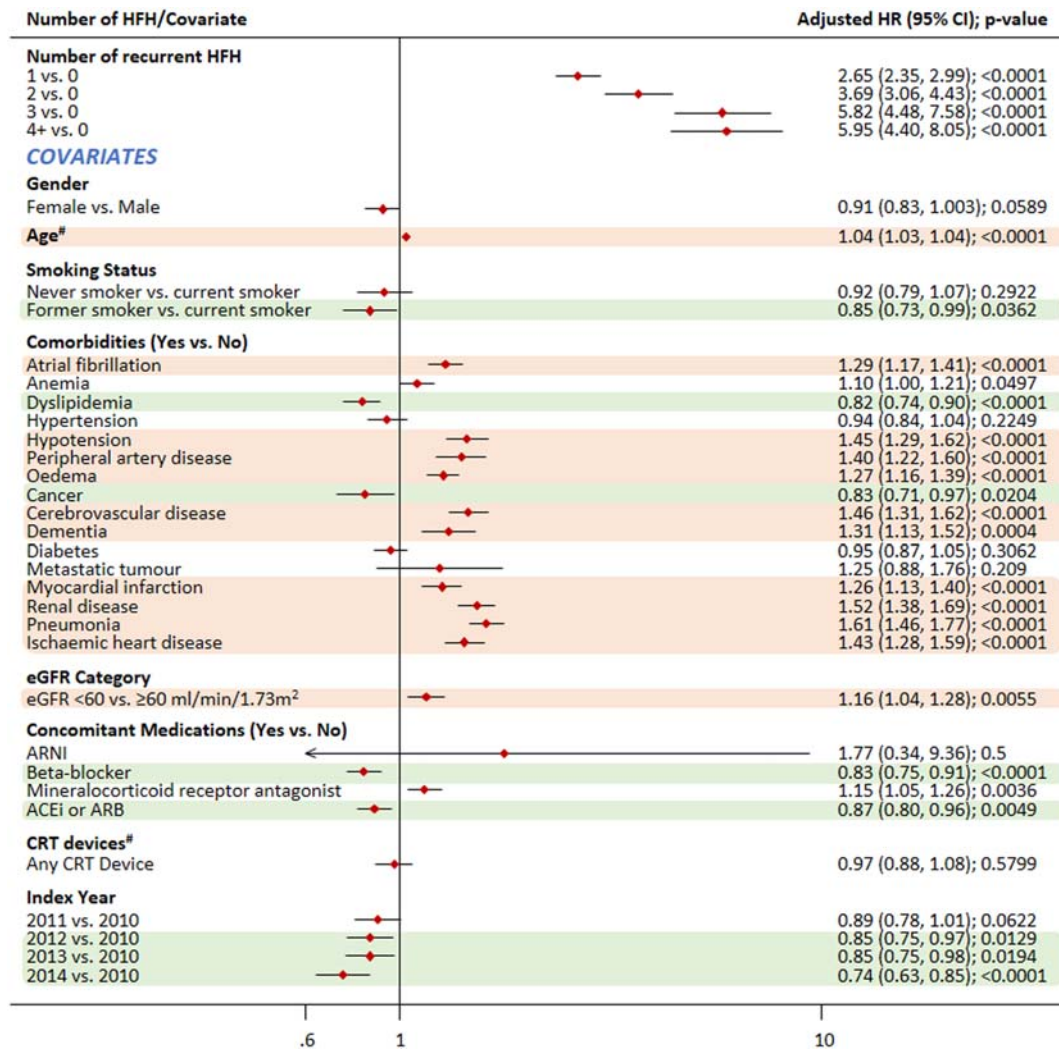 Number of HFH/Covariate Adjusted HR (95% CI); p-value
Number of recurrent HFH
1 vs. 0 2.65 (2.35, 2.99); <0.0001
2 vs. 0 3.69 (3.06, 4.43); <0.0001
3 vs. 0 5.82 (4.48, 7.58); <0.0001
4+ vs. 0 5.95 (4.40, 8.05); <0.0001
COVARIATES
Gender
Female vs. Male 0.91 (0.83, 1.003); 0.0589
Age# 1.04 (1.03, 1.04); <0.0001
Smoking Status
Never smoker vs. current smoker 0.92 (0.79, 1.07); 0.2922
Former smoker vs. current smoker 0.85 (0.73, 0.99); 0.0362
Comorbidities (Yes vs. No)
Atrial fibrillation 1.29 (1.17, 1.41); <0.0001
Anemia 1.10 (1.00, 1.21); 0.0497
Dyslipidemia 0.82 (0.74, 0.90); <0.0001
Hypertension 0.94 (0.84, 1.04); 0.2249
Hypotension 1.45 (1.29, 1.62); <0.0001
Peripheral artery disease 1.40 (1.22, 1.60); <0.0001
Oedema 1.27 (1.16, 1.39); <0.0001
Cancer 0.83 (0.71, 0.97); 0.0204
Cerebrovascular disease 1.46 (1.31, 1.62); <0.0001
Dementia 1.31 (1.13, 1.52); 0.0004
Diabetes 0.95 (0.87, 1.05); 0.3062
Metastatic tumour 1.25 (0.88, 1.76); 0.209
Myocardial infarction 1.26 (1.13, 1.40); <0.0001
Renal disease 1.52 (1.38, 1.69); <0.0001
Pneumonia 1.61 (1.46, 1.77); <0.0001
Ischaemic heart disease 1.43 (1.28, 1.59); <0.0001
eGFR Category
eGFR <60 vs. ≥60 ml/min/1.73m² 1.16 (1.04, 1.28); 0.0055
Concomitant Medications (Yes vs. No)
ARNI 1.77 (0.34, 9.36); 0.5
Beta-blocker 0.83 (0.75, 0.91); <0.0001
Mineralocorticoid receptor antagonist 1.15 (1.05, 1.26); 0.0036
ACEi or ARB 0.87 (0.80, 0.96); 0.0049
CRT devices#
Any CRT Device 0.97 (0.88, 1.08); 0.5799
Index Year
2011 vs. 2010 0.89 (0.78, 1.01); 0.0622
2012 vs. 2010 0.85 (0.75, 0.97); 0.0129
2013 vs. 2010 0.85 (0.75, 0.98); 0.0194
2014 vs. 2010 0.74 (0.63, 0.85); <0.0001
.6 1 10